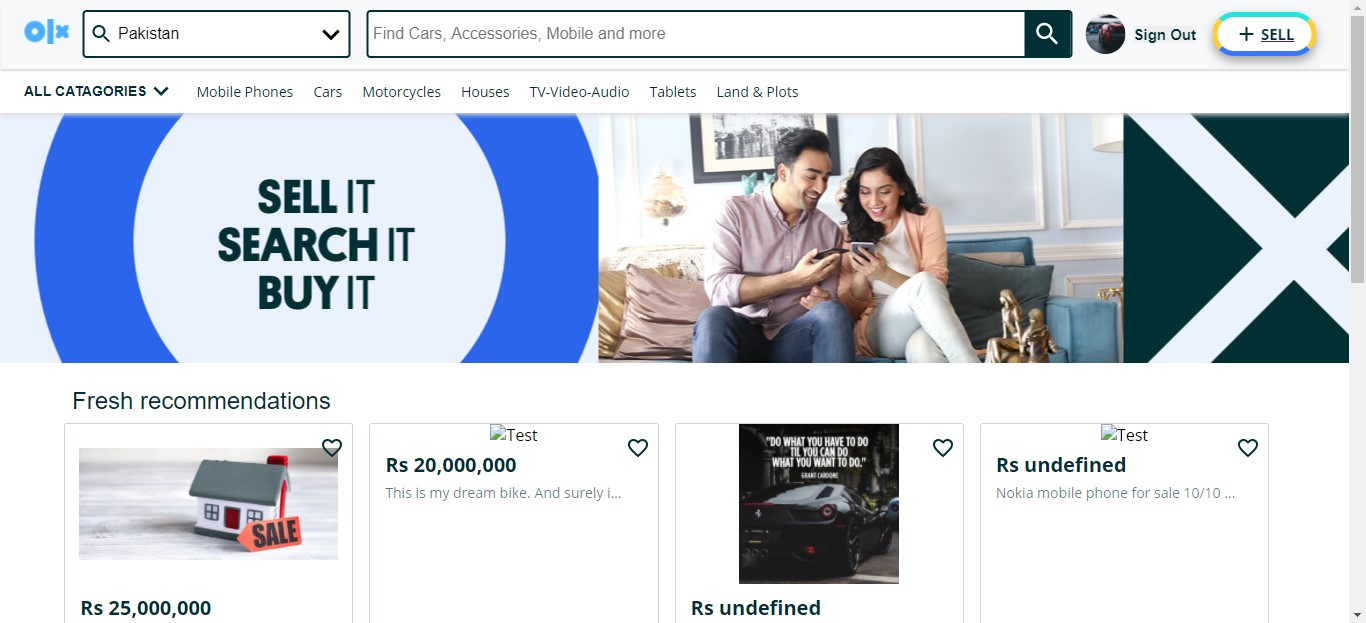 olx
Pakistan
Find Cars, Accessories, Mobile and more
Sign Out
+ SELL
ALL CATAGORIES
Mobile Phones
Cars
Motorcycles
Houses
TV-Video-Audio
Tablets
Land & Plots
SELL IT
SEARCH IT
BUY IT
Fresh recommendations
SALE
Rs 25,000,000
Test
Rs 20,000,000
This is my dream bike. And surely i...
"DO WHAT YOU HAVE TO DO
TIL YOU CAN DO
WHAT YOU WANT TO DO."
GRANT CARDONE
Rs undefined
Test
Rs undefined
Nokia mobile phone for sale 10/10 ...